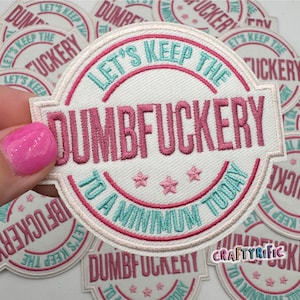 LET'S KEEP THE
DUMBFUCKERY
TO A MINIMUM TODAY
CRAFTYRIFIC